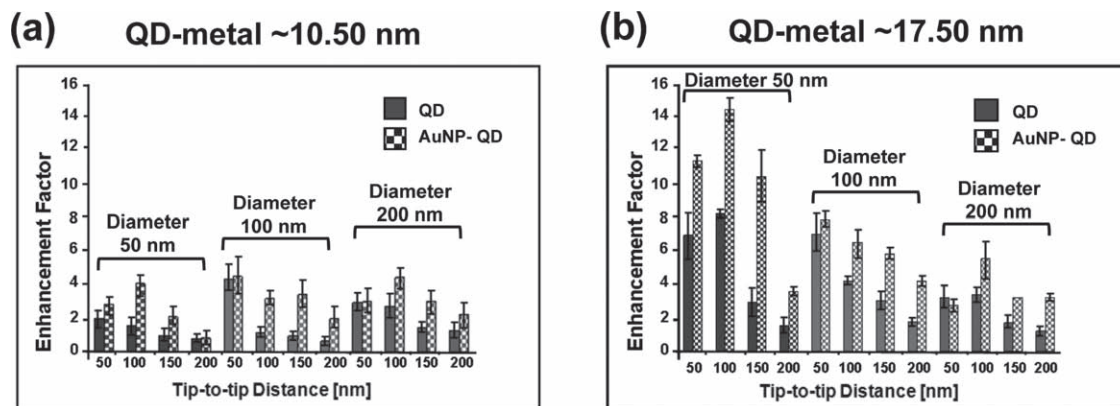 (a) QD-metal ~10.50 nm
16
14
12
10
8
6
4
2
0
Enhancement Factor
QD
AuNP- QD
Diameter
50 nm
Diameter
100 nm
Diameter
200 nm
50 100 150 200 50 100 150 200 50 100 150 200
Tip-to-tip Distance [nm]
(b) QD-metal ~17.50 nm
16
14
12
10
8
6
4
2
0
Enhancement Factor
Diameter 50 nm
QD
AuNP- QD
Diameter
100 nm
Diameter
200 nm
50 100 150 200 50 100 150 200 50 100 150 200
Tip-to-tip Distance [nm]